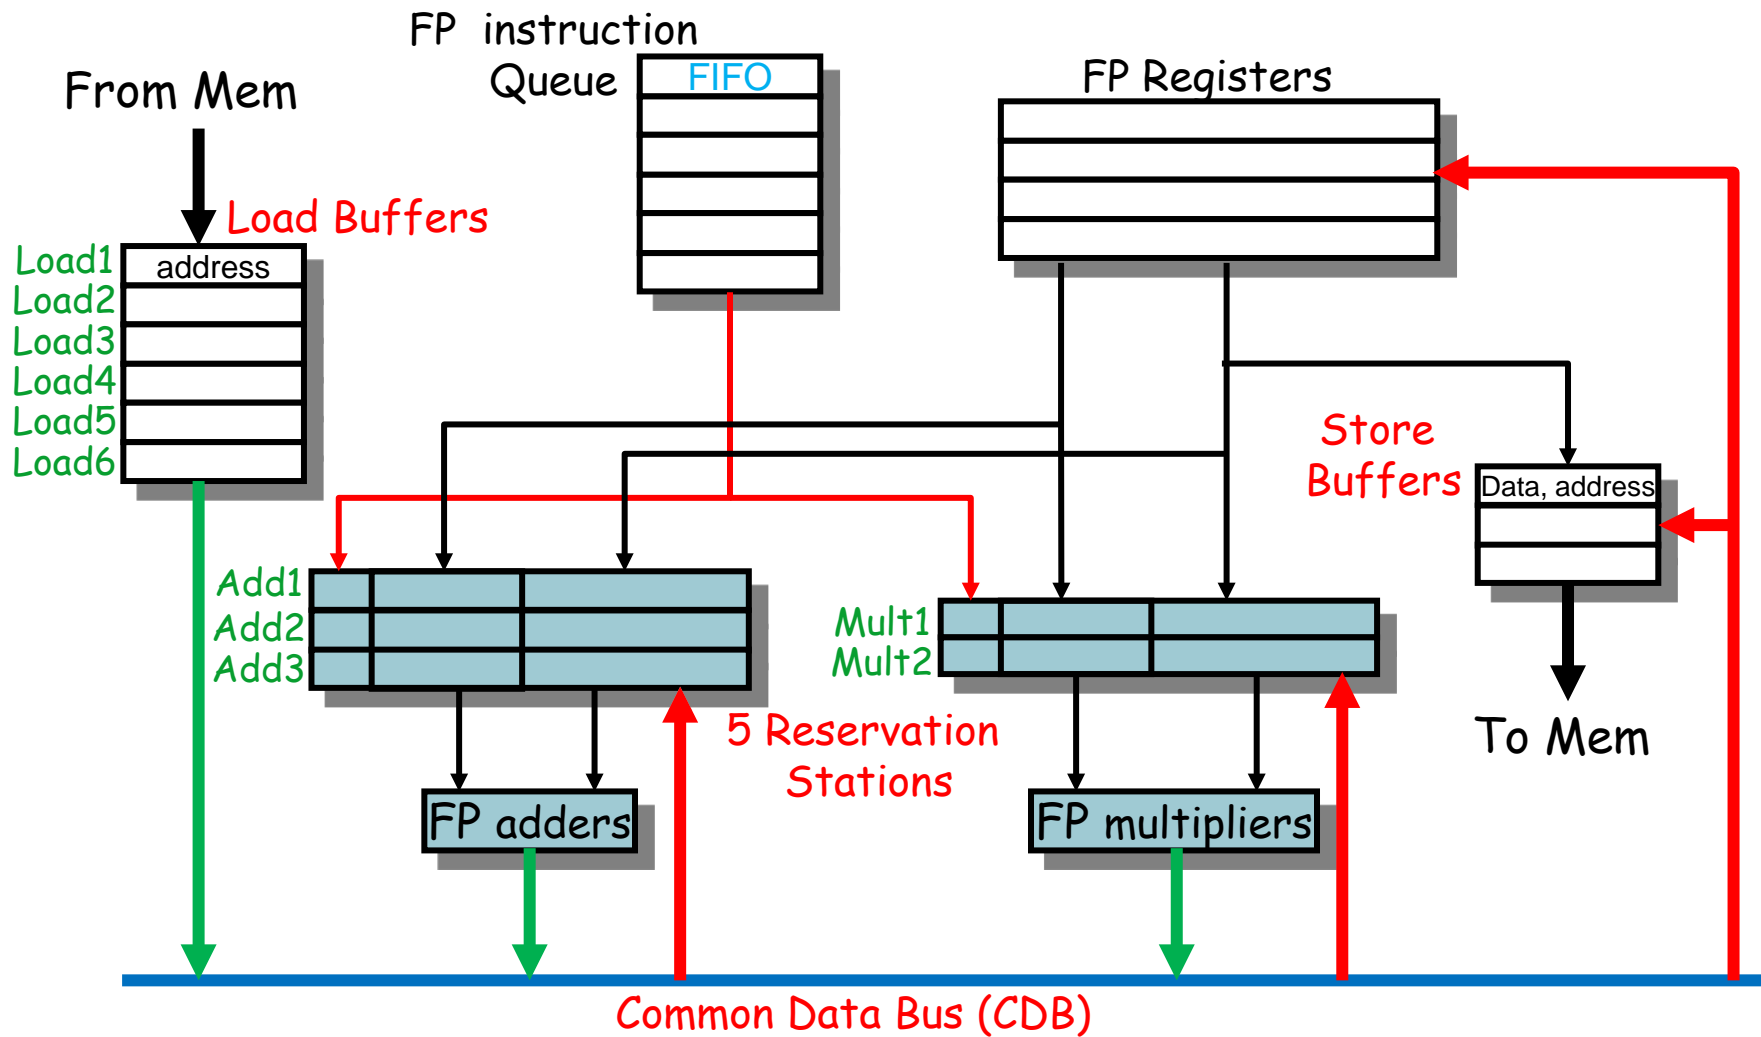 FP instruction
Queue
FIFO
FP Registers
From Mem
Load Buffers
Load1
address
Load2
Load3
Load4
Load5
Load6
Store
Buffers
Data, address
Add1
Add2
Add3
Mult1
Mult2
5 Reservation
Stations
To Mem
FP adders
FP multipliers
Common Data Bus (CDB)